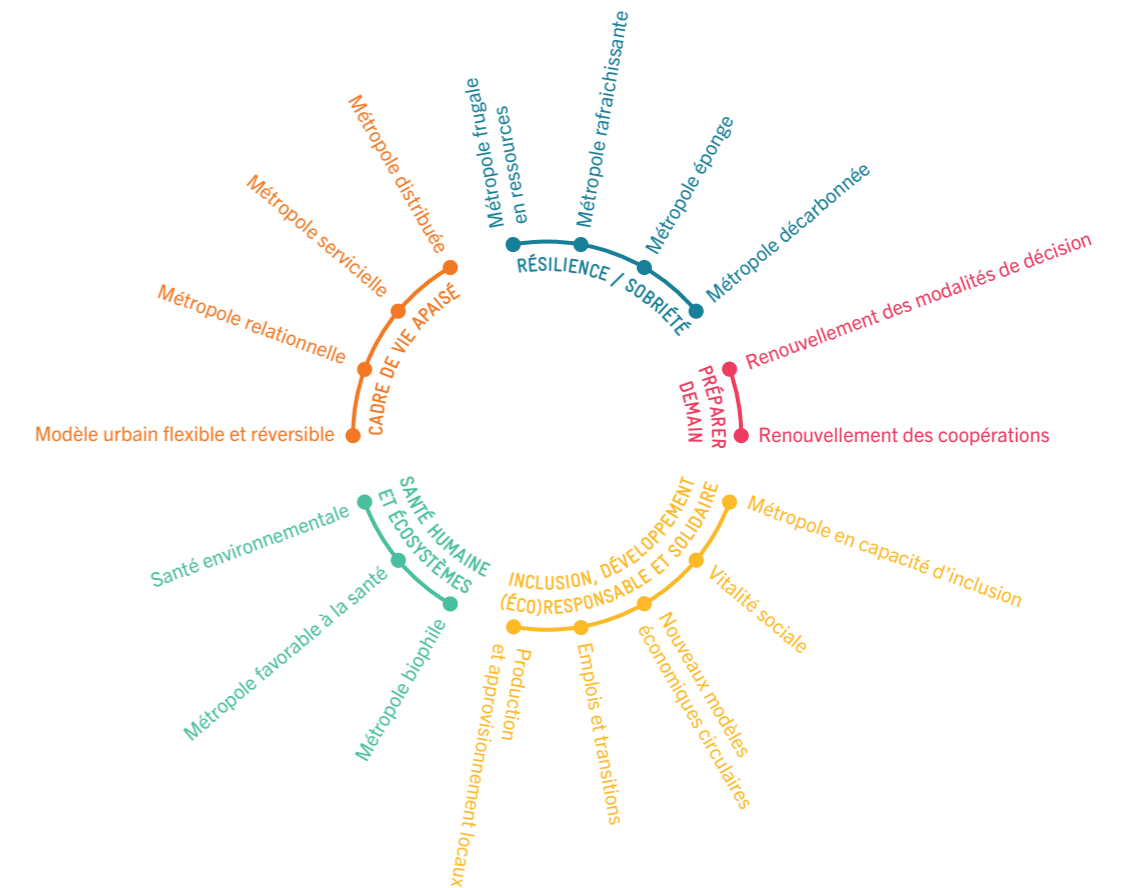 Métropole frugale
en ressources
Métropole rafraichissante
Métropole éponge
Métropole décarbonnée
RÉSILIENCE / SOBRIÉTÉ
Renouvellement des modalités de décision
Renouvellement des coopérations
PRÉPARER
DEMAIN
Métropole en capacité d'inclusion
Vitalité sociale
Nouveaux modèles
économiques circulaires
Emplois et transitions
Production
et approvisionnement locaux
INCLUSION, DÉVELOPPEMENT
(ÉCO)RESPONSABLE ET SOLIDAIRE
Métropole biophile
Métropole favorable à la santé
Santé environnementale
SANTÉ HUMAINE
ET ÉCOSYSTÈMES
Modèle urbain flexible et réversible
Métropole relationnelle
Métropole servicielle
Métropole distribuée
CADRE DE VIE APAISÉ